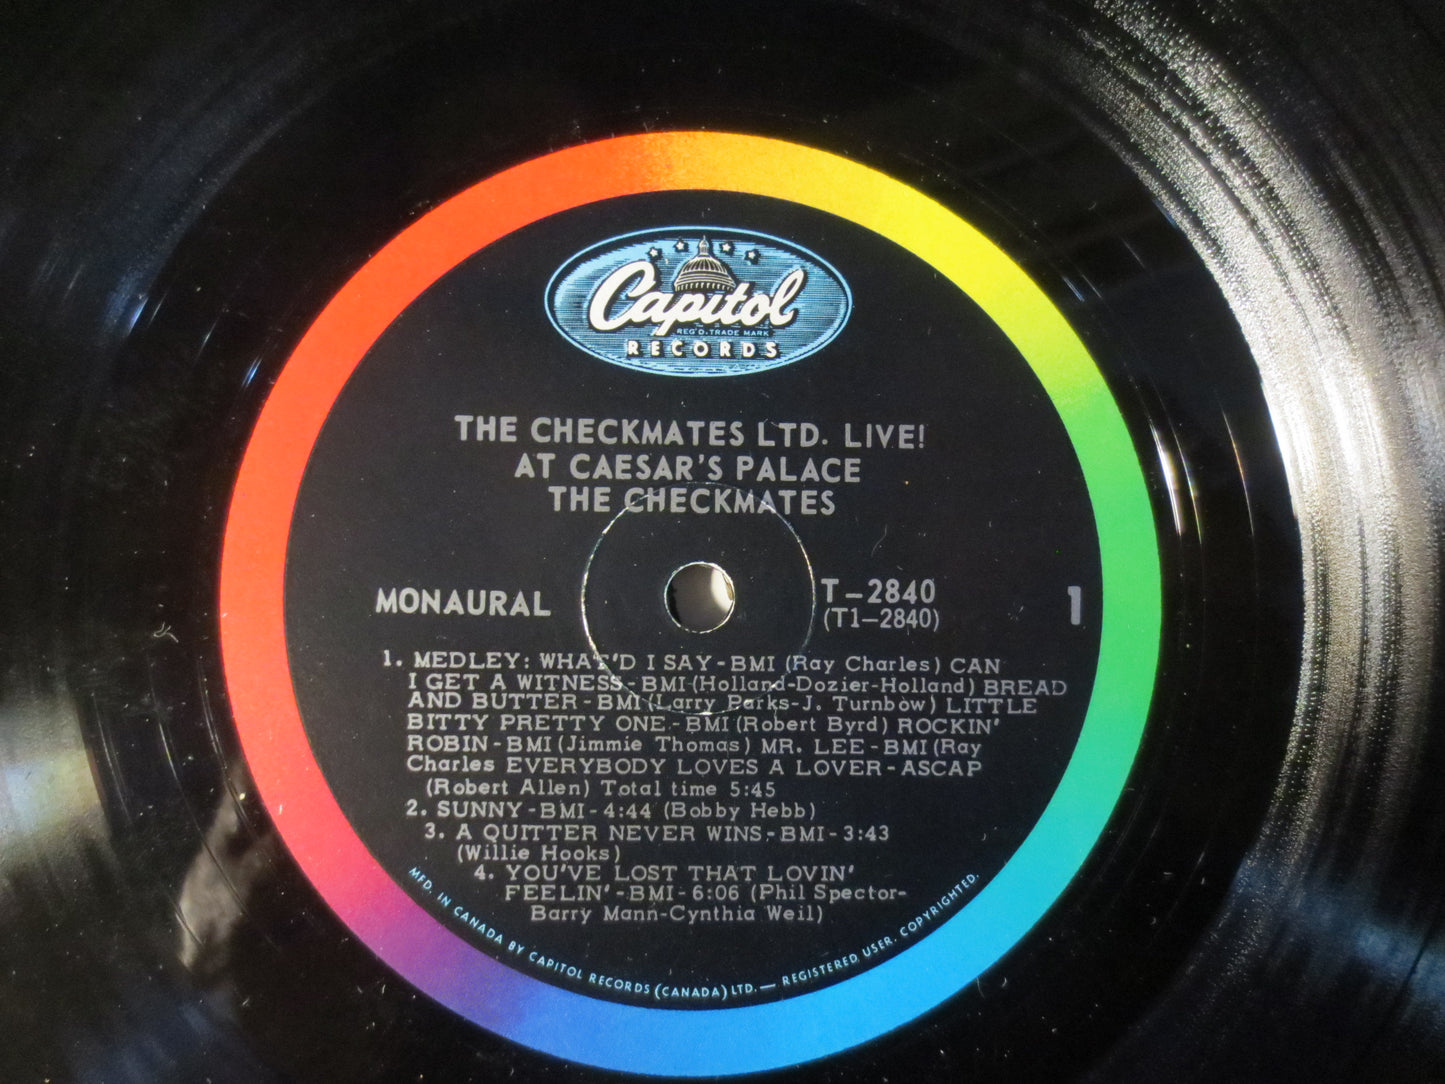 Capitol
REG'D. TRADE MARK
RECORDS
THE CHECKMATES LTD. LIVE!
AT CAESAR'S PALACE
THE CHECKMATES
MONAURAL
T-2840
(T1-2840)
1
1. MEDLEY: WHAT'D I SAY-BMI (Ray Charles) CAN
I GET A WITNESS-BMI (Holland-Dozier-Holland) BREAD
AND BUTTER-BMI (Larry Parks-J. Turnbow) LITTLE
BITTY PRETTY ONE-BMI (Robert Byrd) ROCKIN'
ROBIN-BMI (Jimmie Thomas) MR. LEE-BMI (Ray
Charles EVERYBODY LOVES A LOVER-ASCAP
(Robert Allen) Total time 5:45
2. SUNNY-BMI-4:44 (Bobby Hebb)
3. A QUITTER NEVER WINS-BMI-3:43
(Willie Hooks)
4. YOU'VE LOST THAT LOVIN'
FEELIN'-BMI-6:06 (Phil Spector-
Barry Mann-Cynthia Weil)
MFD. IN CANADA BY CAPITOL RECORDS (CANADA) LTD. — REGISTERED USER. COPYRIGHTED.